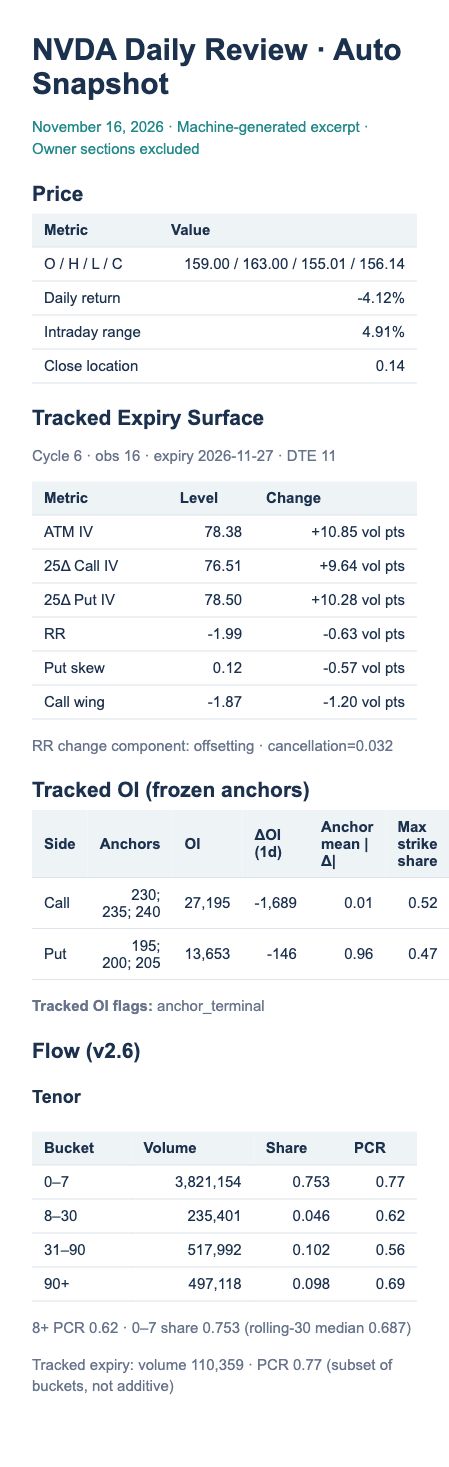 NVDA Daily Review · Auto
Snapshot
November 16, 2026 · Machine-generated excerpt ·
Owner sections excluded
Price
Metric Value
O / H / L / C 159.00 / 163.00 / 155.01 / 156.14
Daily return -4.12%
Intraday range 4.91%
Close location 0.14
Tracked Expiry Surface
Cycle 6 · obs 16 · expiry 2026-11-27 · DTE 11
Metric Level Change
ATM IV 78.38 +10.85 vol pts
25Δ Call IV 76.51 +9.64 vol pts
25Δ Put IV 78.50 +10.28 vol pts
RR -1.99 -0.63 vol pts
Put skew 0.12 -0.57 vol pts
Call wing -1.87 -1.20 vol pts
RR change component: offsetting · cancellation=0.032
Tracked OI (frozen anchors)
Side Anchors OI ΔOI (1d) Anchor mean |Δ| Max strike share
Call 230; 235; 240 27,195 -1,689 0.01 0.52
Put 195; 200; 205 13,653 -146 0.96 0.47
Tracked OI flags: anchor_terminal
Flow (v2.6)
Tenor
Bucket Volume Share PCR
0–7 3,821,154 0.753 0.77
8–30 235,401 0.046 0.62
31–90 517,992 0.102 0.56
90+ 497,118 0.098 0.69
8+ PCR 0.62 · 0–7 share 0.753 (rolling-30 median 0.687)
Tracked expiry: volume 110,359 · PCR 0.77 (subset of
buckets, not additive)